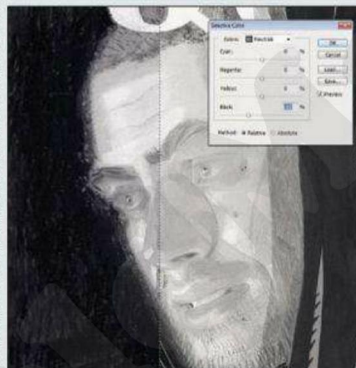 Selective Color
Colors: Neutrals
OK
Cyan: 0 %
Cancel
Magenta: 0 %
Load...
Save...
Yellow: 0 %
Preview
Black: %
Method: Relative Absolute